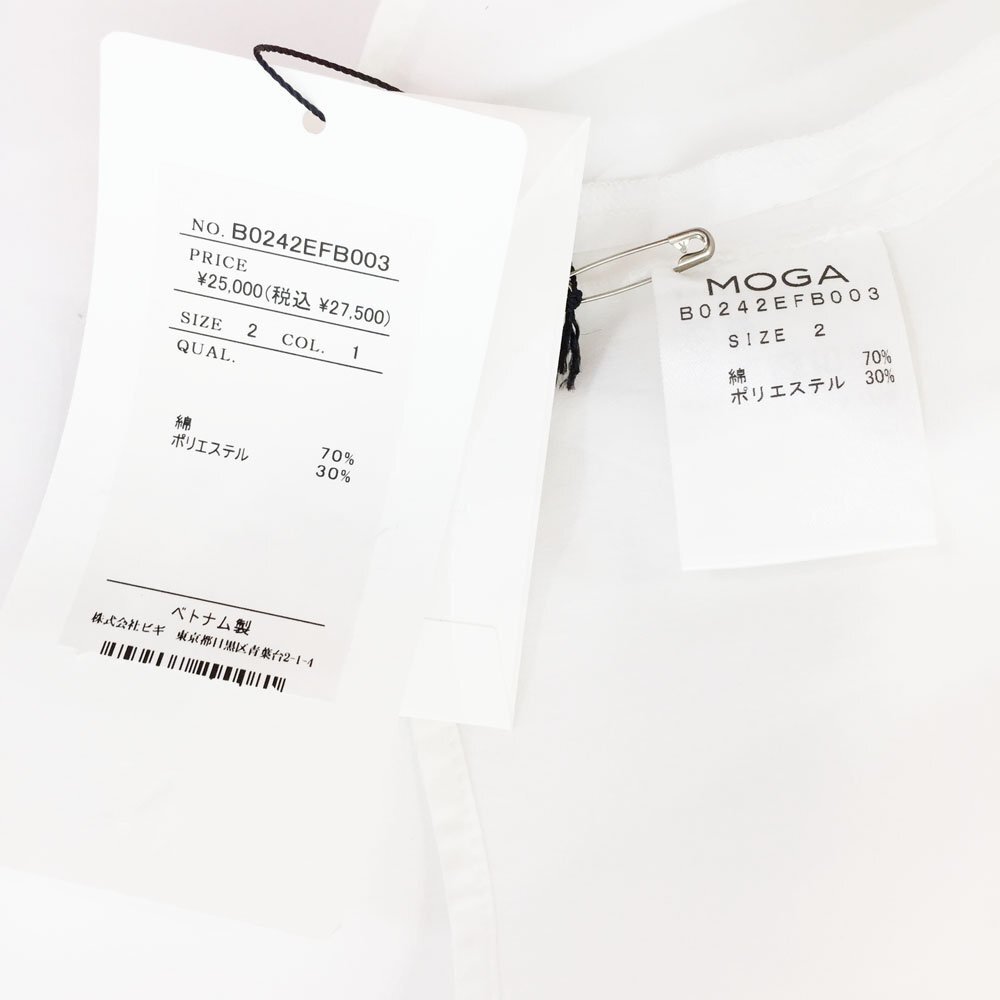 NO. B0242EFB003
PRICE
¥25,000(税込 ¥27,500)
SIZE 2 COL. 1
QUAL.
綿 70%
ポリエステル 30%
ベトナム製
株式会社ビギ 東京都目黒区青葉台2-1-4
MOGA
B0242EFB003
SIZE 2
綿 70%
ポリエステル 30%